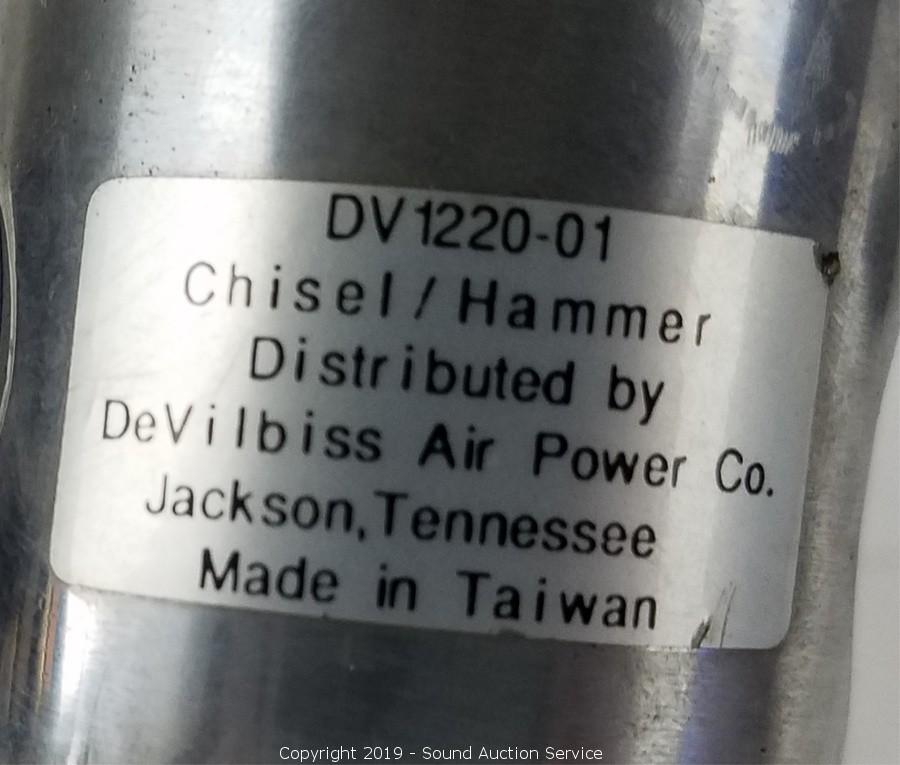 DV1220-01
Chisel/Hammer
Distributed by
DeVilbiss Air Power Co.
Jackson,Tennessee
Made in Taiwan
Copyright 2019 - Sound Auction Service